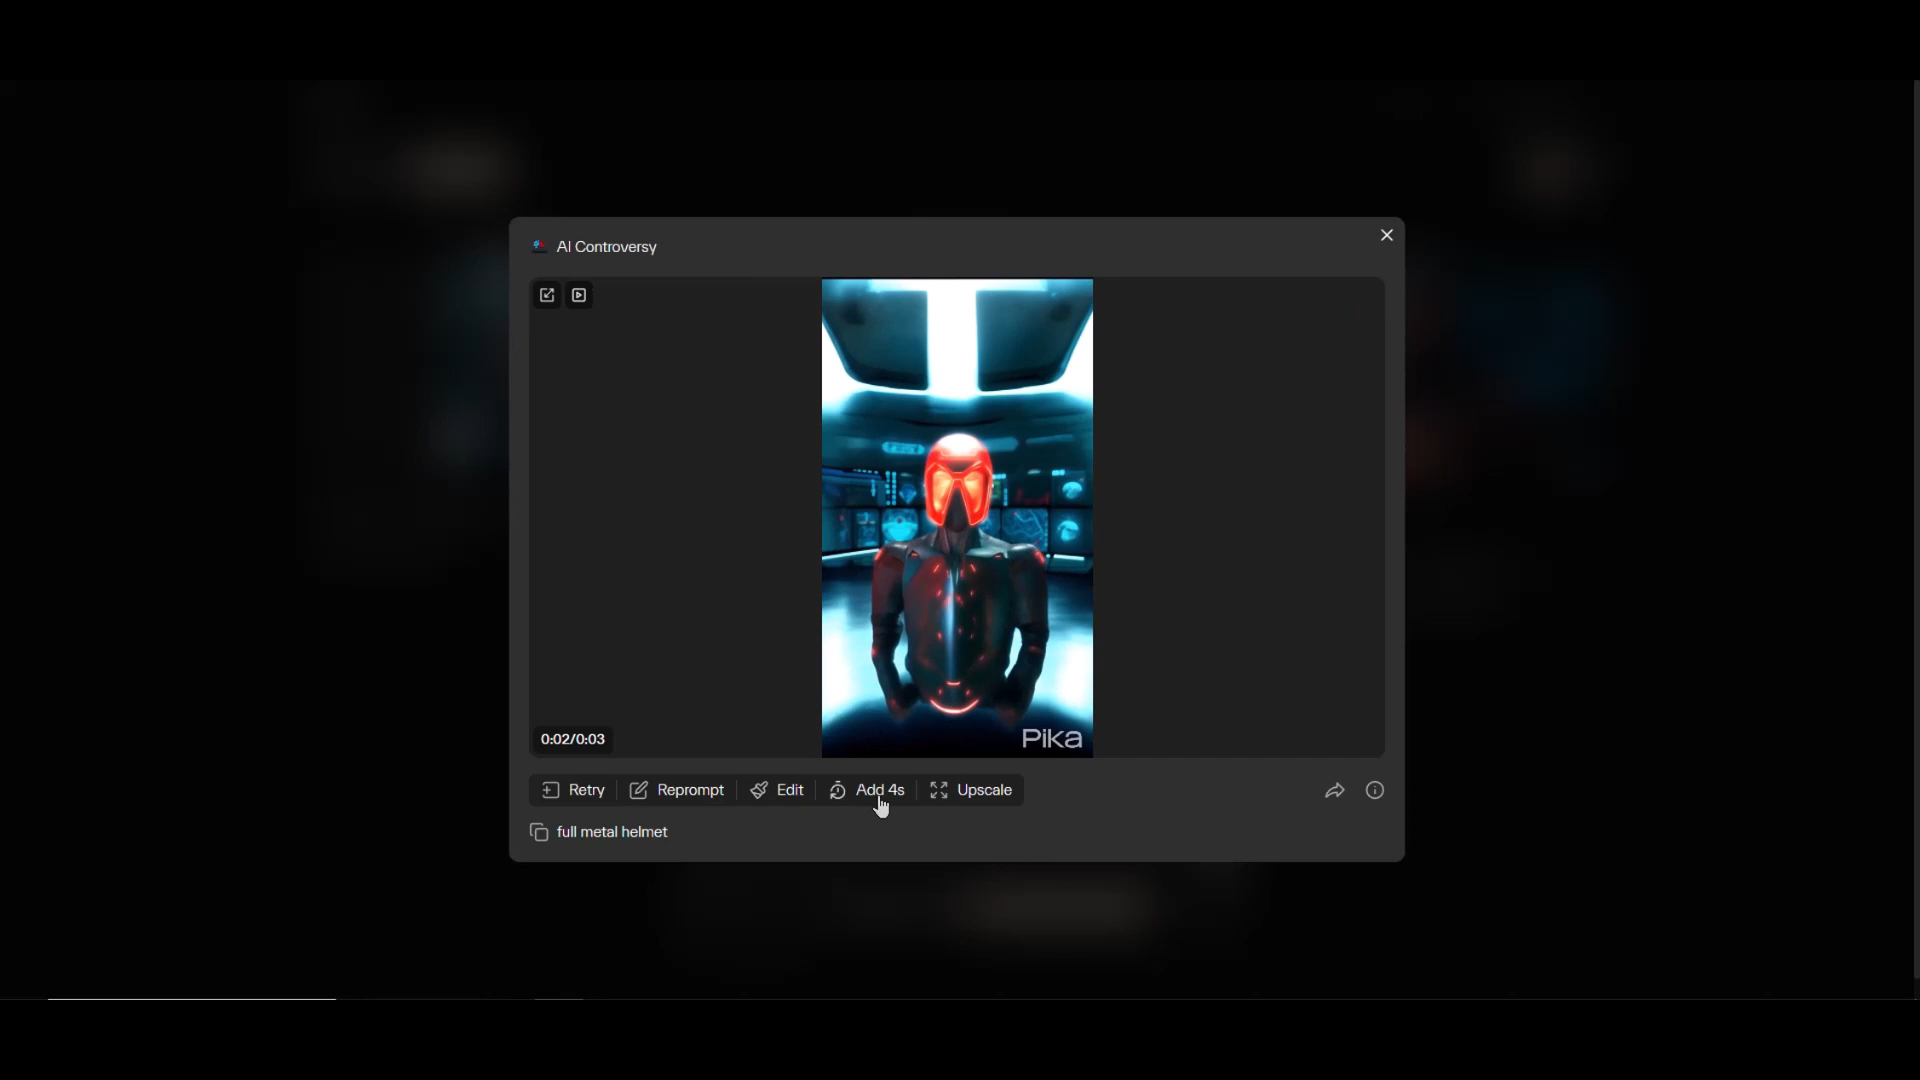 AI Controversy
Pika
0:02/0:03
Retry
Reprompt
Edit
Add 4s
Upscale
full metal helmet